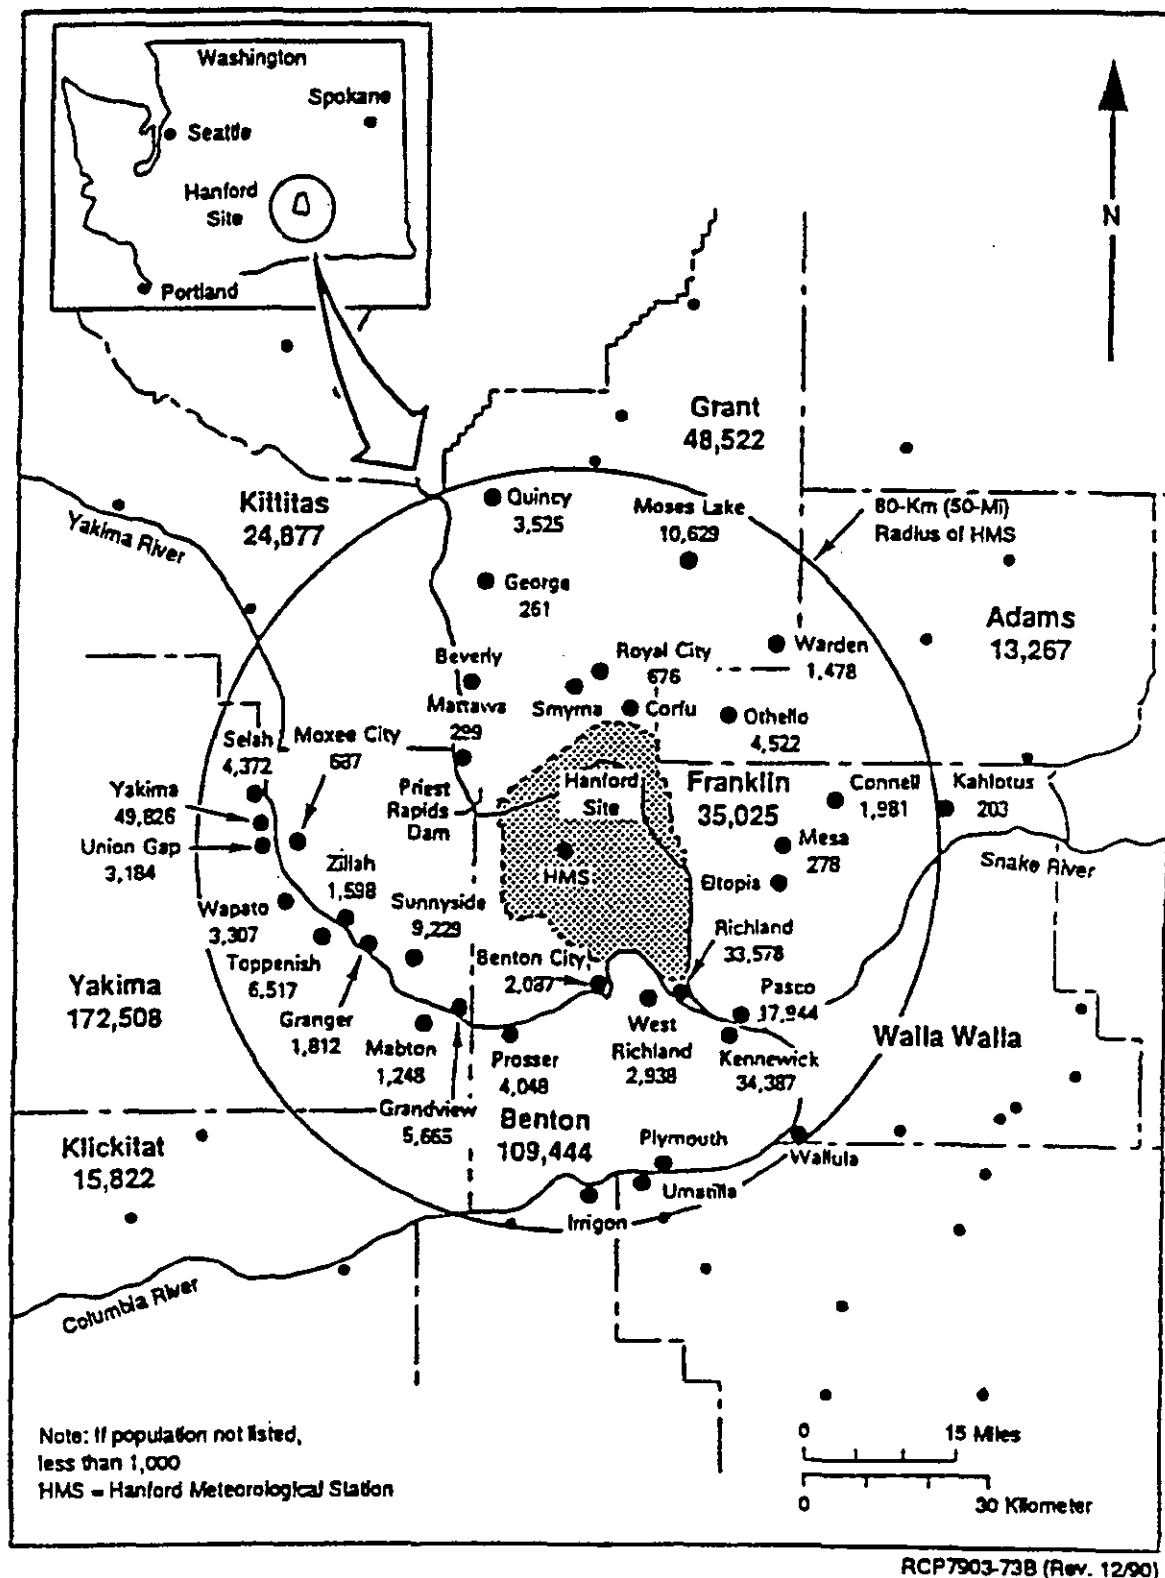 Washington
Spokane
Seattle
Hanford
Site
Portland
N
Grant
48,522
Kittitas
24,877
Yakima River
Quincy
3,525
Moses Lake
10,629
80-Km (50-Mi)
Radius of HMS
George
261
Adams
13,267
Beverly
Royal City
676
Warden
1,478
Mattawa
299
Smyrna
Corfu
Othello
4,522
Selah
4,372
Moxee City
687
Yakima
49,826
Priest
Rapids
Dam
Hanford
Site
Franklin
35,025
Connell
1,981
Kahlotus
203
Union Gap
3,184
Mesa
278
Snake River
Zillah
1,598
HMS
Eltopia
Wapato
3,307
Sunnyside
9,229
Richland
33,578
Toppenish
6,517
Benton City
2,087
Yakima
172,508
Pasco
17,944
Granger
1,812
West
Richland
2,938
Walla Walla
Mabton
1,248
Prosser
4,048
Kennewick
34,387
Grandview
5,665
Benton
109,444
Klickitat
15,822
Plymouth
Wallula
Umatilla
Irrigon
Columbia River
Note: If population not listed,
less than 1,000
HMS = Hanford Meteorological Station
0 15 Miles
0 30 Kilometer
RCP7903-73B (Rev. 12/90)